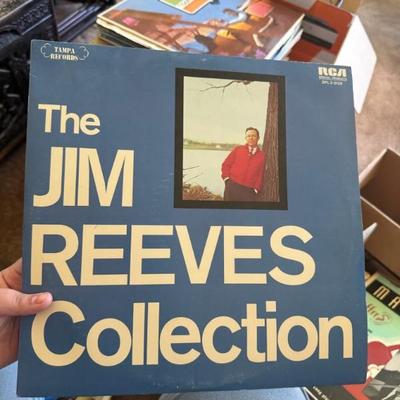 TAMPA
RECORDS
RCA
The
JIM
REEVES
Collection